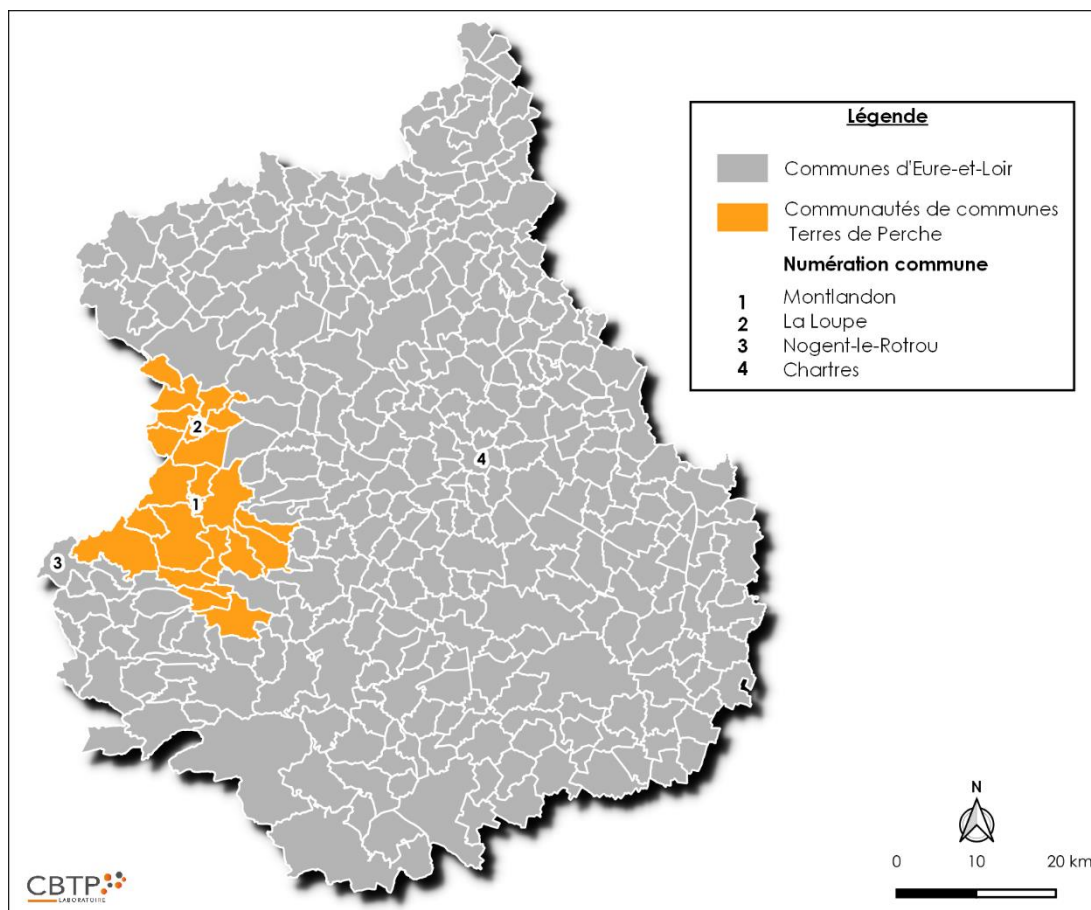 Légende
Communes d'Eure-et-Loir
Communautés de communes
Terres de Perche
Numération commune
1 Montlandon
2 La Loupe
3 Nogent-le-Rotrou
4 Chartres
2
4
1
3
N
0 10 20 km
CBTP
LABORATOIRE